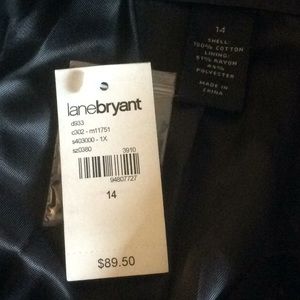 lanebryant
d933
c302 - m11751
s403000 - 1X
sz0380 3910
94807727
14
$89.50
14
SHELL:
100% COTTON
LINING:
51% RAYON
49% 
POLYESTER
MADE IN
CHINA